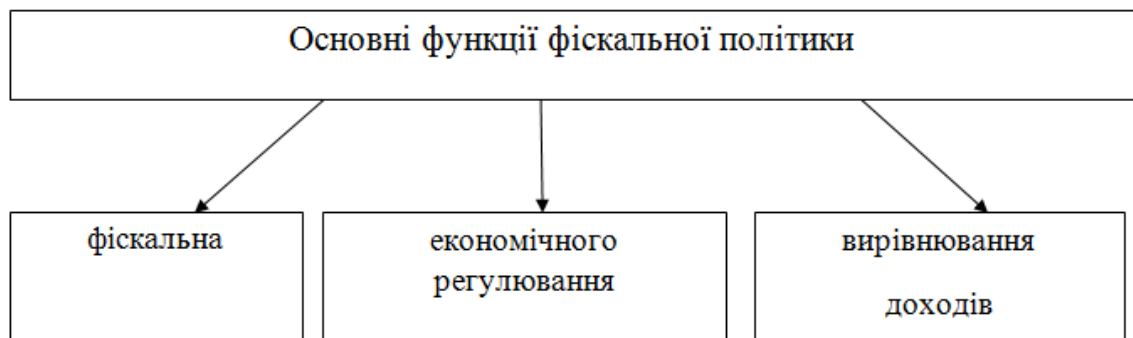 Основні функції фіскальної політики
фіскальна
економічного
регулювання
вирівнювання
доходів